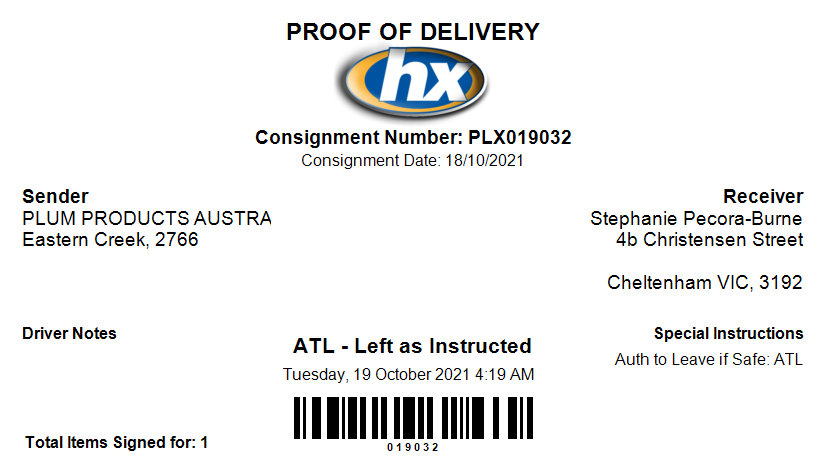 PROOF OF DELIVERY
hx
Consignment Number: PLX019032
Consignment Date: 18/10/2021
Sender
PLUM PRODUCTS AUSTRA
Eastern Creek, 2766
Receiver
Stephanie Pecora-Burne
4b Christensen Street
Cheltenham VIC, 3192
Driver Notes
ATL - Left as Instructed
Tuesday, 19 October 2021 4:19 AM
Special Instructions
Auth to Leave if Safe: ATL
019032
Total Items Signed for: 1